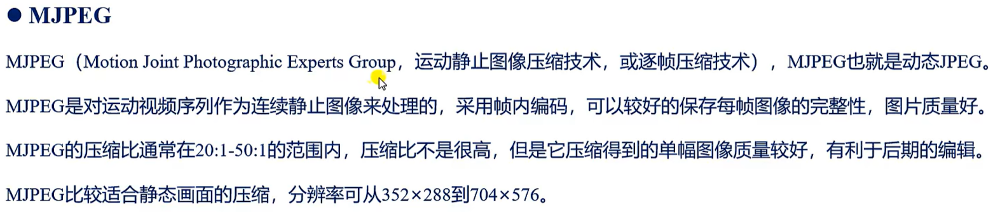 ● MJPEG
MJPEG（Motion Joint Photographic Experts Group，运动静止图像压缩技术，或逐帧压缩技术），MJPEG也就是动态JPEG。
MJPEG是对运动视频序列作为连续静止图像来处理的，采用帧内编码，可以较好的保存每帧图像的完整性，图片质量好。
MJPEG的压缩比通常在20:1-50:1的范围内，压缩比不是很高，但是它压缩得到的单幅图像质量较好，有利于后期的编辑。
MJPEG比较适合静态画面的压缩，分辨率可从352×288到704×576。